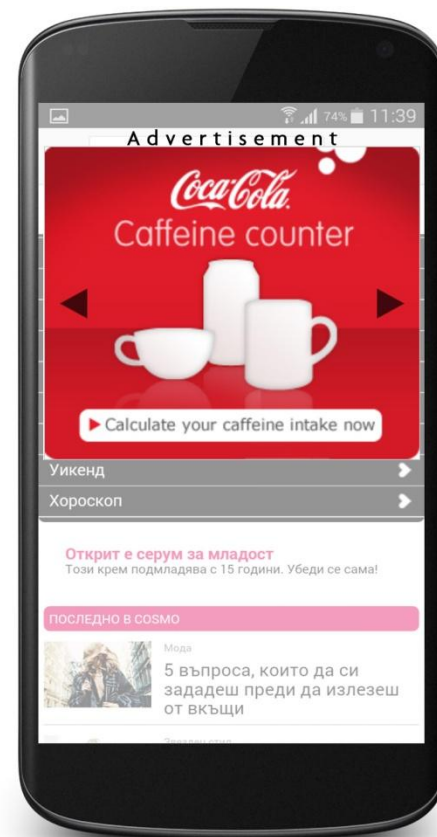 74% 11:39
Advertisement
Coca-Cola
Caffeine counter
Calculate your caffeine intake now
Уикенд
Хороскоп
Открит е серум за младост
Този крем подмладява с 15 години. Убеди се сама!
ПОСЛЕДНО В COSMO
Мода
5 въпроса, които да си
зададеш преди да излезеш
от вкъщи